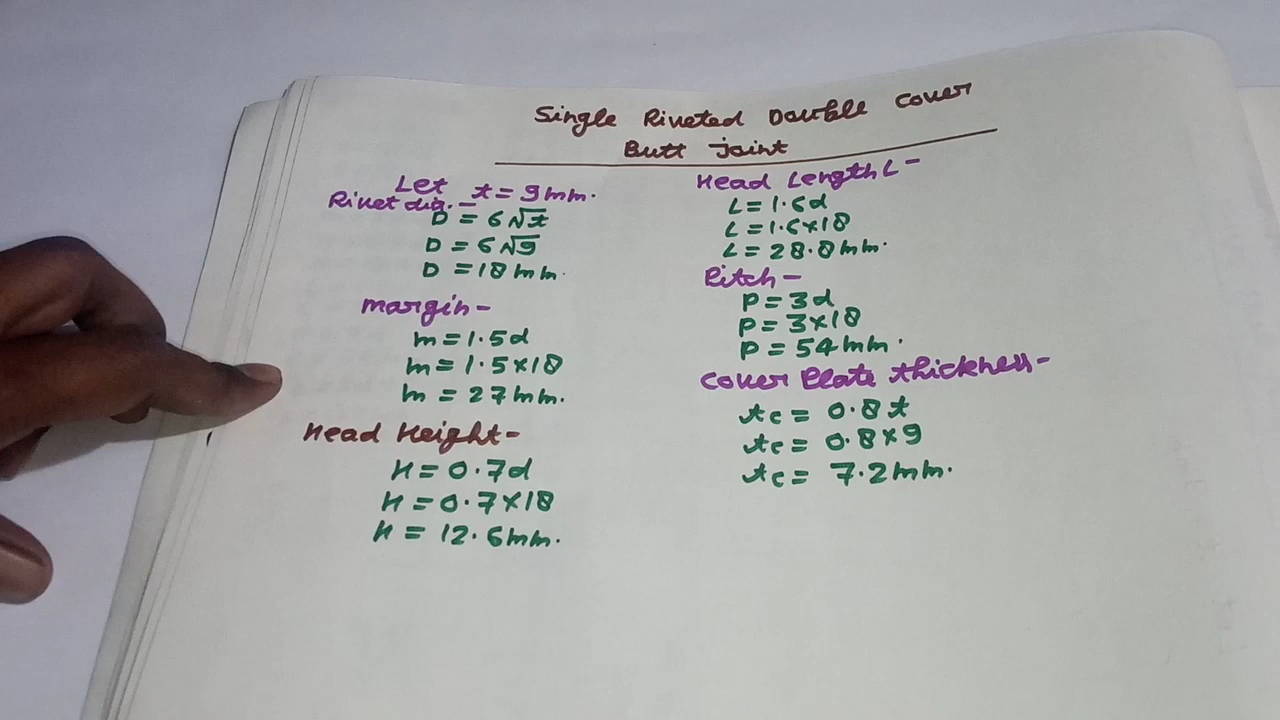 Single Riveted Double Cover
Butt joint
Let t = 9mm.
Rivet dia. -
D = 6√t
D = 6√9
D = 18mm.
Margin -
m = 1.5d
m = 1.5×18
m = 27mm.
Head Height -
H = 0.7d
H = 0.7×18
H = 12.6mm.
Head Length L -
L = 1.6d
L = 1.6×18
L = 28.8mm.
Pitch -
P = 3d
P = 3×18
P = 54mm.
Cover Plate thickness -
tc = 0.8t
tc = 0.8×9
tc = 7.2mm.